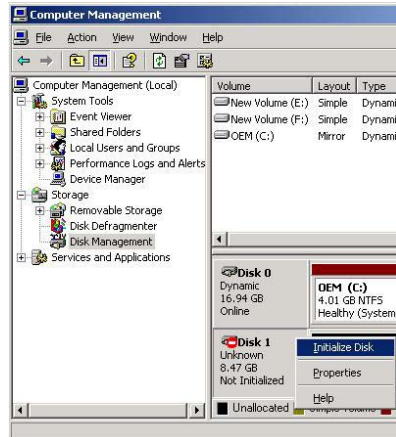 Computer Management
File Action View Window Help
Computer Management (Local)
System Tools
Event Viewer
Shared Folders
Local Users and Groups
Performance Logs and Alerts
Device Manager
Storage
Removable Storage
Disk Defragmenter
Disk Management
Services and Applications
Volume Layout Type
New Volume (E:) Simple Dynami
New Volume (F:) Simple Dynami
OEM (C:) Mirror Dynami
Disk 0
Dynamic
16.94 GB
Online
OEM (C:)
4.01 GB NTFS
Healthy (System
Disk 1
Unknown
8.47 GB
Not Initialized
Initialize Disk
Properties
Help
Unallocated